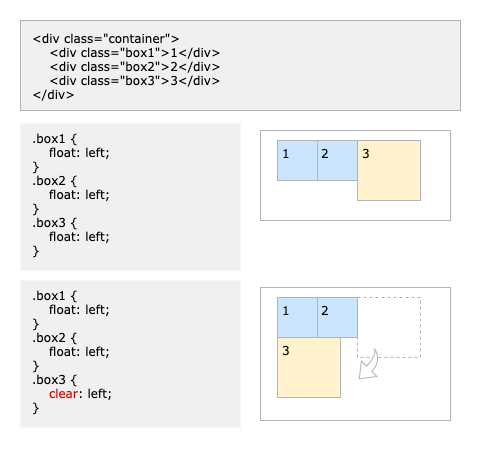 <div class="container">
    <div class="box1">1</div>
    <div class="box2">2</div>
    <div class="box3">3</div>
</div>
.box1 {
    float: left;
}
.box2 {
    float: left;
}
.box3 {
    float: left;
}
1 2 3
.box1 {
    float: left;
}
.box2 {
    float: left;
}
.box3 {
    clear: left;
}
1 2
3